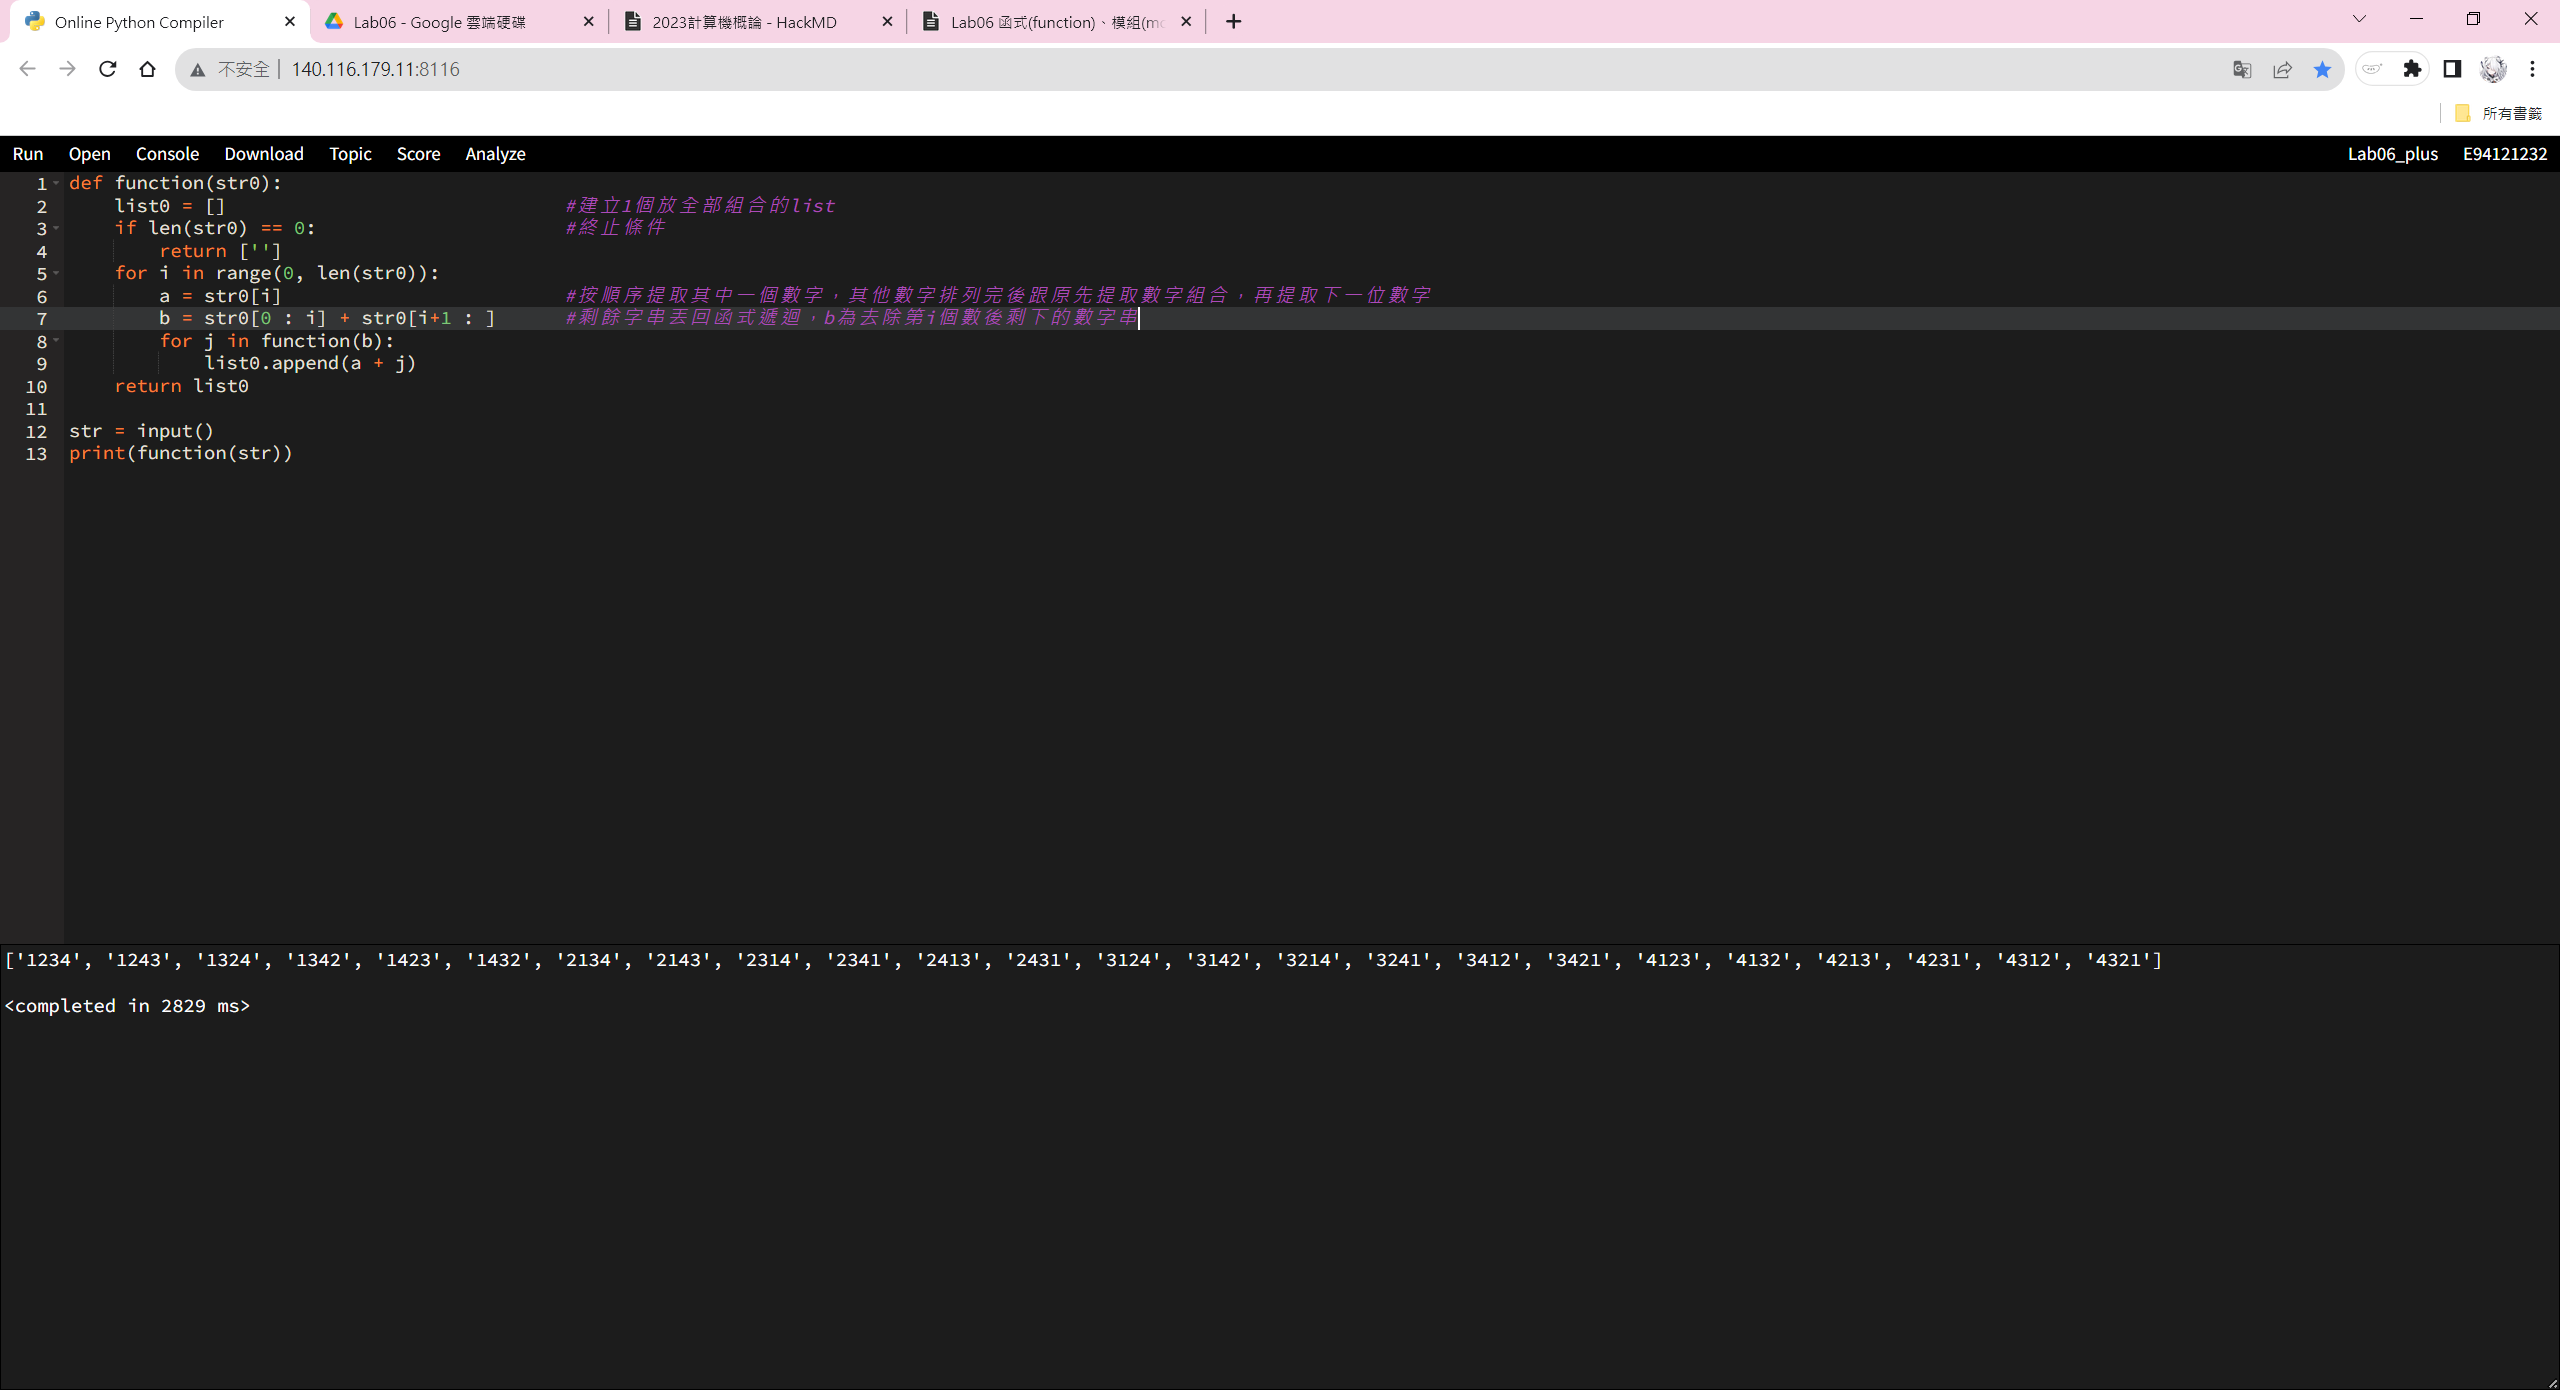 Online Python Compiler
Lab06 - Google 雲端硬碟
2023計算機概論 - HackMD
Lab06 函式(function)、模組(mo
不安全 140.116.179.11:8116
所有書籤
Run Open Console Download Topic Score Analyze Lab06_plus E94121232
1 def function(str0):
2 list0 = [] #建立1個放全部組合的list
3 if len(str0) == 0: #終止條件
4 return ['']
5 for i in range(0, len(str0)):
6 a = str0[i] #按順序提取其中一個數字，其他數字排列完後跟原先提取數字組合，再提取下一位數字
7 b = str0[0 : i] + str0[i+1 : ] #剩餘字串丟回函式遞迴，b為去除第i個數後剩下的數字串
8 for j in function(b):
9 list0.append(a + j)
10 return list0
11
12 str = input()
13 print(function(str))
['1234', '1243', '1324', '1342', '1423', '1432', '2134', '2143', '2314', '2341', '2413', '2431', '3124', '3142', '3214', '3241', '3412', '3421', '4123', '4132', '4213', '4231', '4312', '4321']
<completed in 2829 ms>